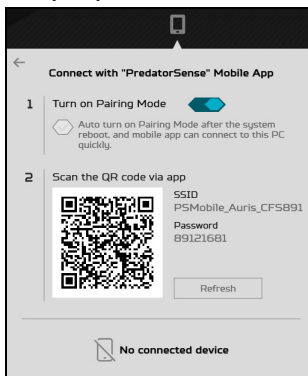 Connect with "PredatorSense" Mobile App
1 Turn on Pairing Mode
Auto turn on Pairing Mode after the system
reboot, and mobile app can connect to this PC
quickly.
2 Scan the QR code via app
SSID
PSMobile_Auris_CFS891
Password
89121681
Refresh
No connected device